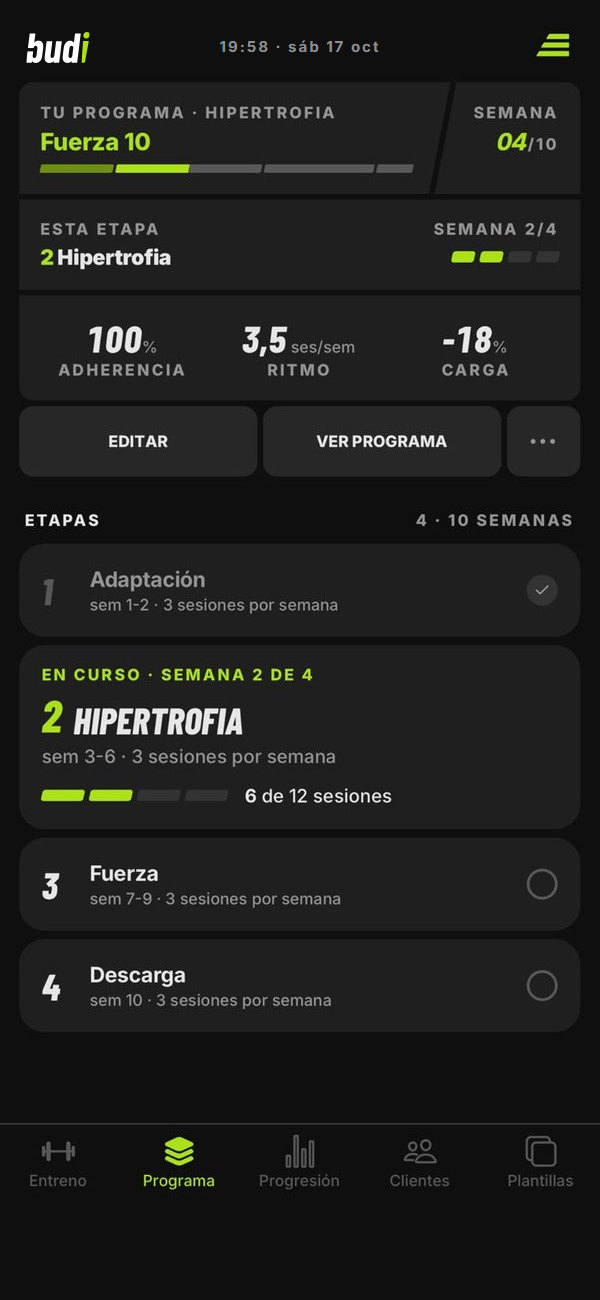 budi
19:58 · sáb 17 oct
TU PROGRAMA · HIPERTROFIA
Fuerza 10
SEMANA
04/10
ESTA ETAPA
2 Hipertrofia
SEMANA 2/4
100%
ADHERENCIA
3,5 ses/sem
RITMO
-18%
CARGA
EDITAR
VER PROGRAMA
ETAPAS
4 · 10 SEMANAS
1
Adaptación
sem 1-2 · 3 sesiones por semana
EN CURSO · SEMANA 2 DE 4
2 HIPERTROFIA
sem 3-6 · 3 sesiones por semana
6 de 12 sesiones
3
Fuerza
sem 7-9 · 3 sesiones por semana
4
Descarga
sem 10 · 3 sesiones por semana
Entreno
Programa
Progresión
Clientes
Plantillas